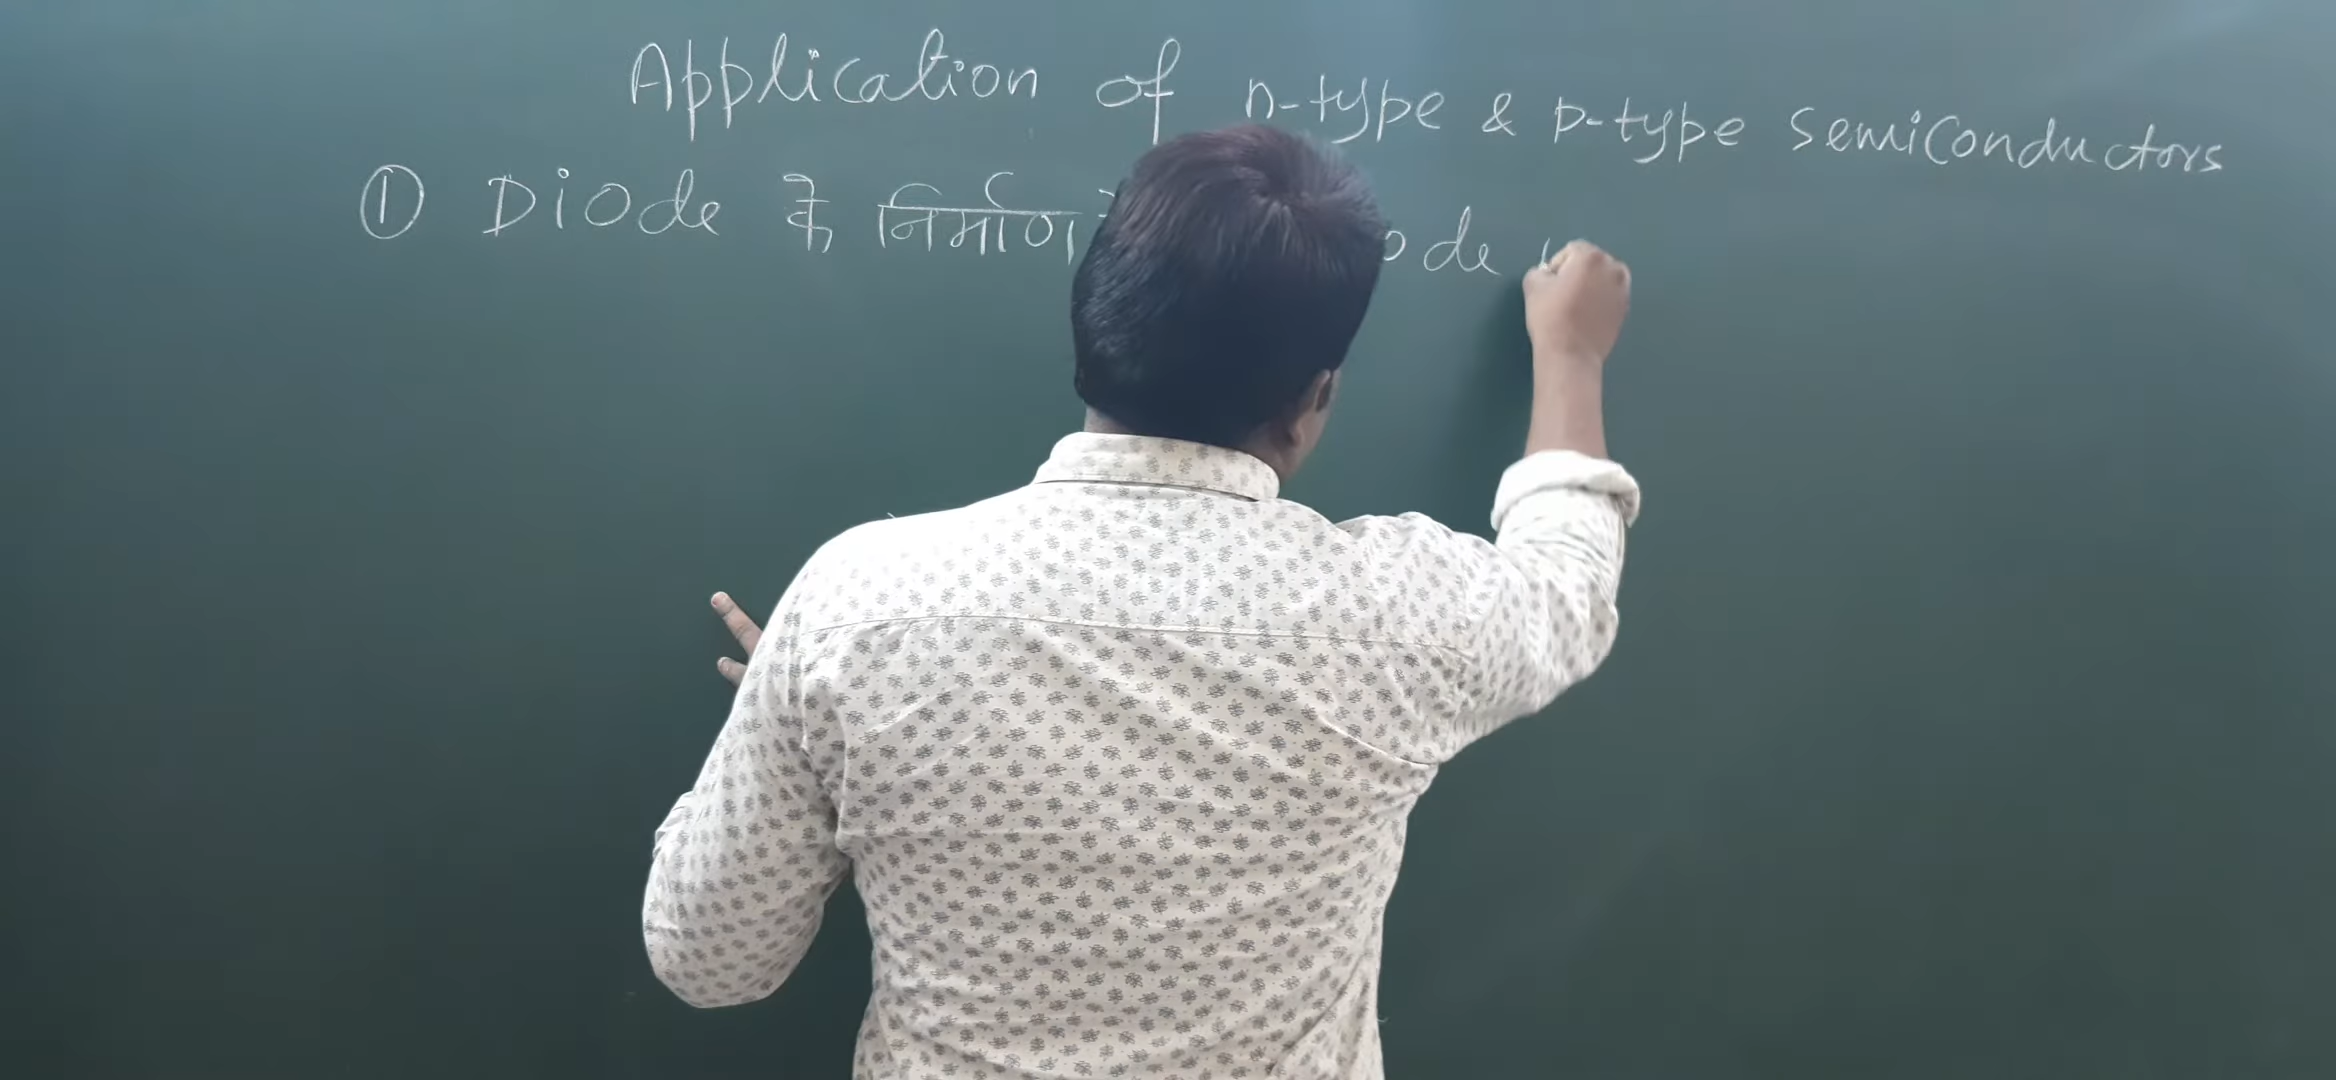 Application of n-type & p-type Semiconductors
① Diode के निर्माण